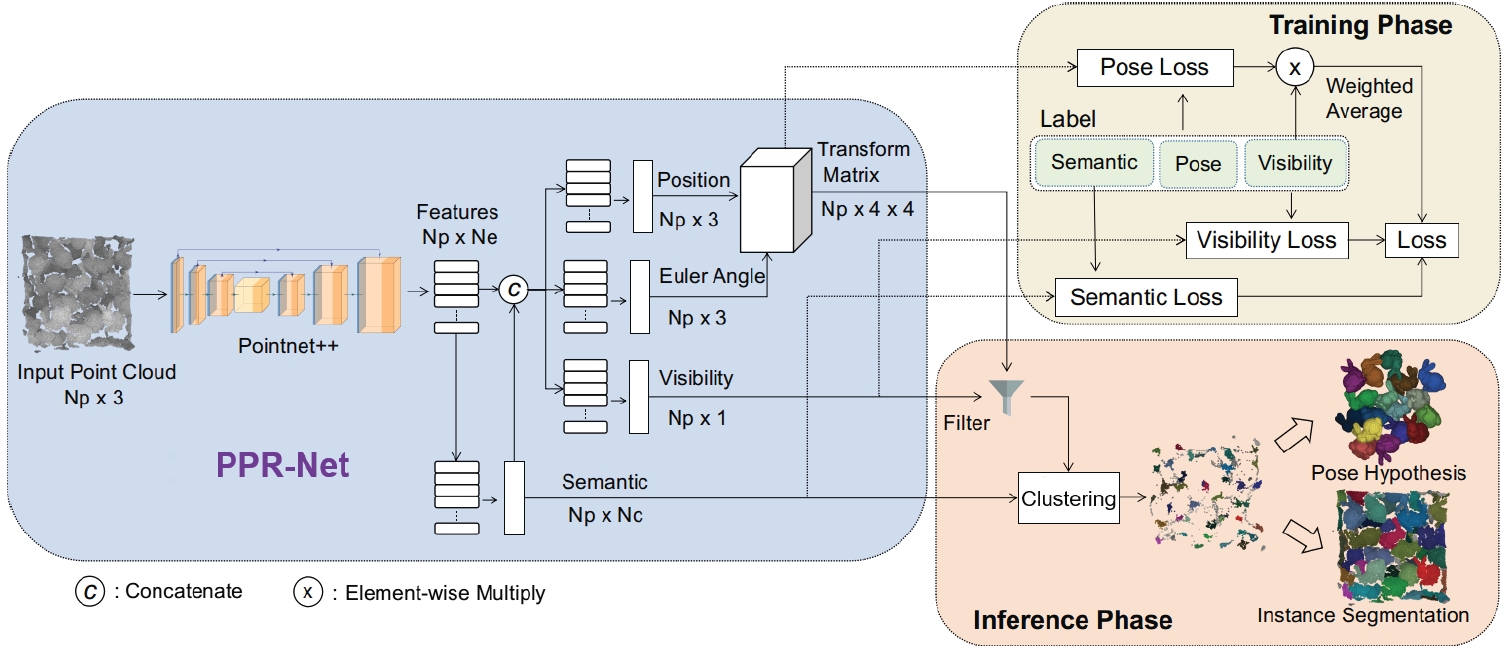 Training Phase
Pose Loss
x
Weighted
Average
Label
Semantic
Pose
Visibility
Visibility Loss
Loss
Semantic Loss
Input Point Cloud
Np x 3
Pointnet++
Features
Np x Ne
C
Position
Np x 3
Transform
Matrix
Np x 4 x 4
Euler Angle
Np x 3
Visibility
Np x 1
Semantic
Np x Nc
PPR-Net
Filter
Clustering
Pose Hypothesis
Instance Segmentation
Inference Phase
C : Concatenate
x : Element-wise Multiply